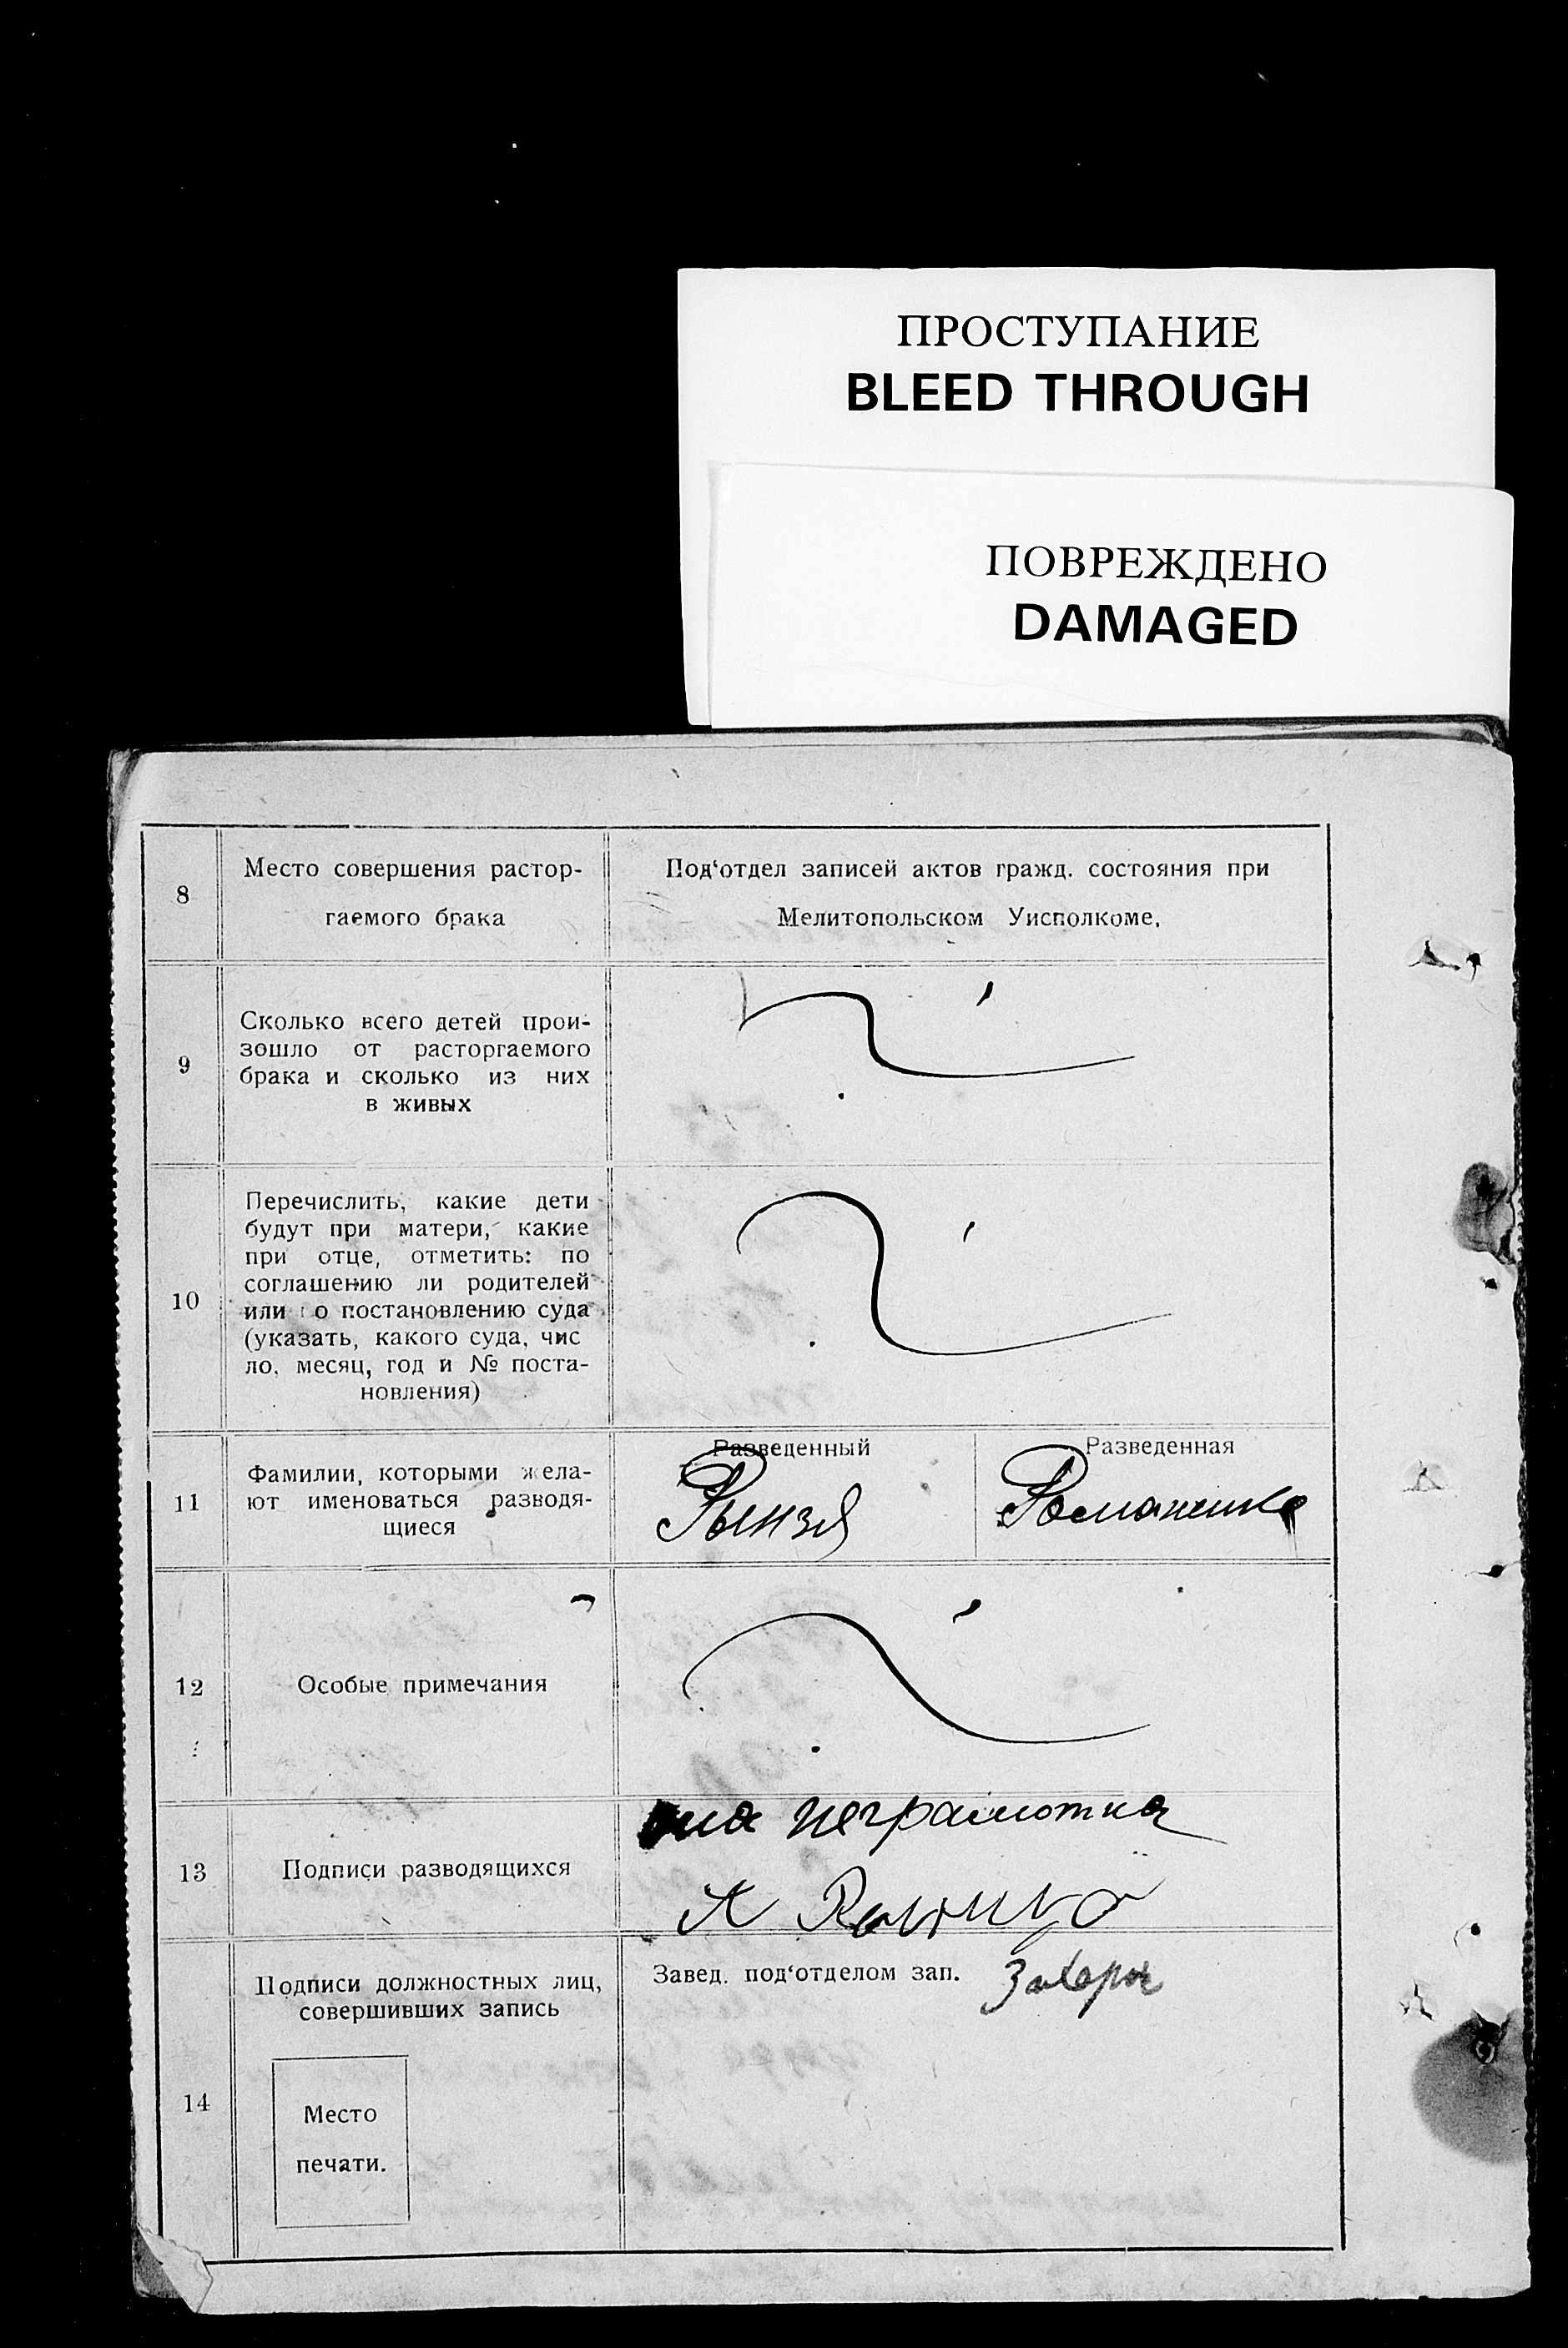 ПРОСТУПАНИЕ
BLEED THROUGH
ПОВРЕЖДЕНО
DAMAGED
8
Место совершения растор-
гаемого брака
Под‘отдел записей актов гражд. состояния при
Мелитопольском Уисполкоме,
9
Сколько всего детей прои-
зошло от расторгаемого
брака и сколько из них
в живых
10
Перечислить, какие дети
будут при матери, какие
при отце, отметить: по
соглашению ли родителей
или о постановлению суда
(указать, какого суда, чис
ло, месяц, год и № поста-
новления)
11
Фамилии, которыми жела-
ют именоваться разводя-
щиеся
Разведенный
Рынза
Разведенная
Романенко
12
Особые примечания
13
Подписи разводящихся
неграмотна
14
Подписи должностных лиц,
совершивших запись
Место
печати.
Завед. под‘отделом зап.